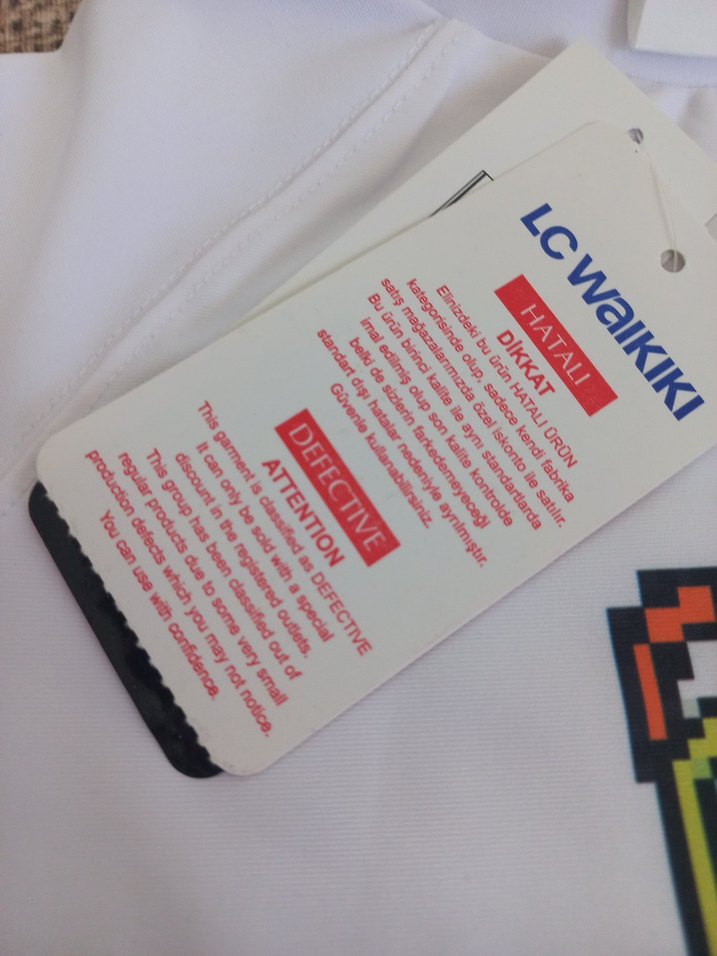 LC WAIKIKI
HATALI
DİKKAT
Elinizdeki bu ürün HATALI ÜRÜN
kategorisinde olup, sadece kendi fabrika
satış mağazalarımızda özel iskonto ile satılır.
Bu ürün birinci kalite ile aynı standartlarda
imal edilmiş olup son kalite kontrolde
belki de sizlerin farkedemeyeceği
standart dışı hatalar nedeniyle ayrılmıştır.
Güvenle kullanabilirsiniz.
DEFECTIVE
ATTENTION
This garment is classified as DEFECTIVE
It can only be sold with a special
discount in the registered outlets.
This group has been classified out of
regular products due to some very small
production defects which you may not notice.
You can use with confidence.